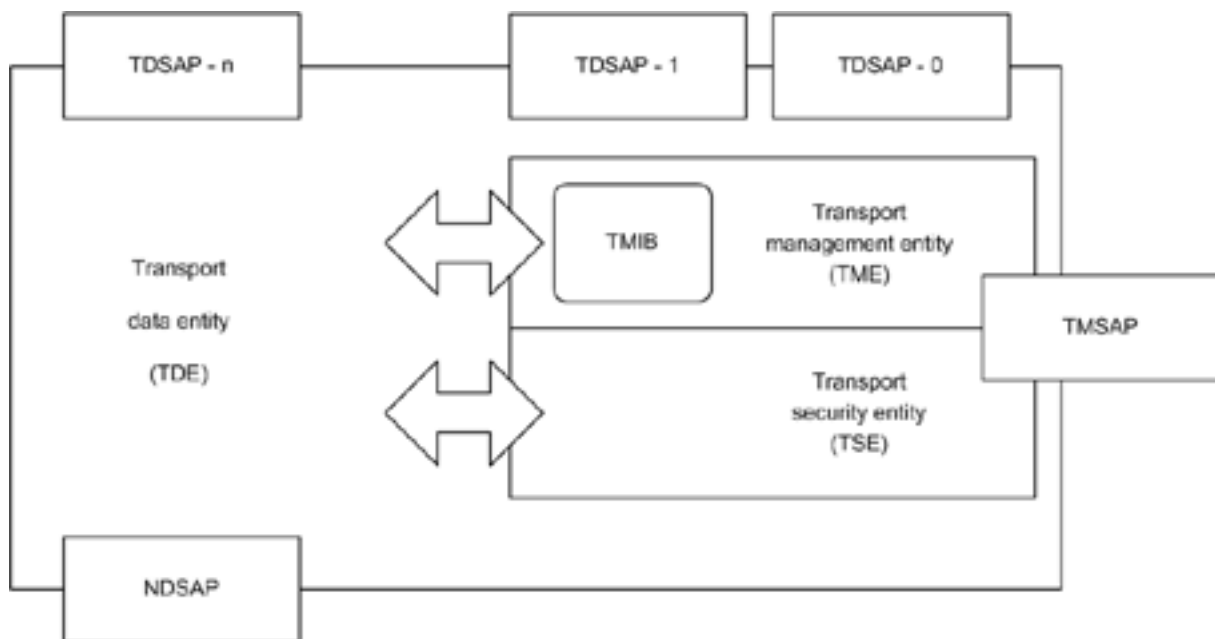 TDSAP - n
TDSAP - 1
TDSAP - 0
TMIB
Transport
management entity
(TME)
Transport
data entity
(TDE)
TMSAP
Transport
security entity
(TSE)
NDSAP